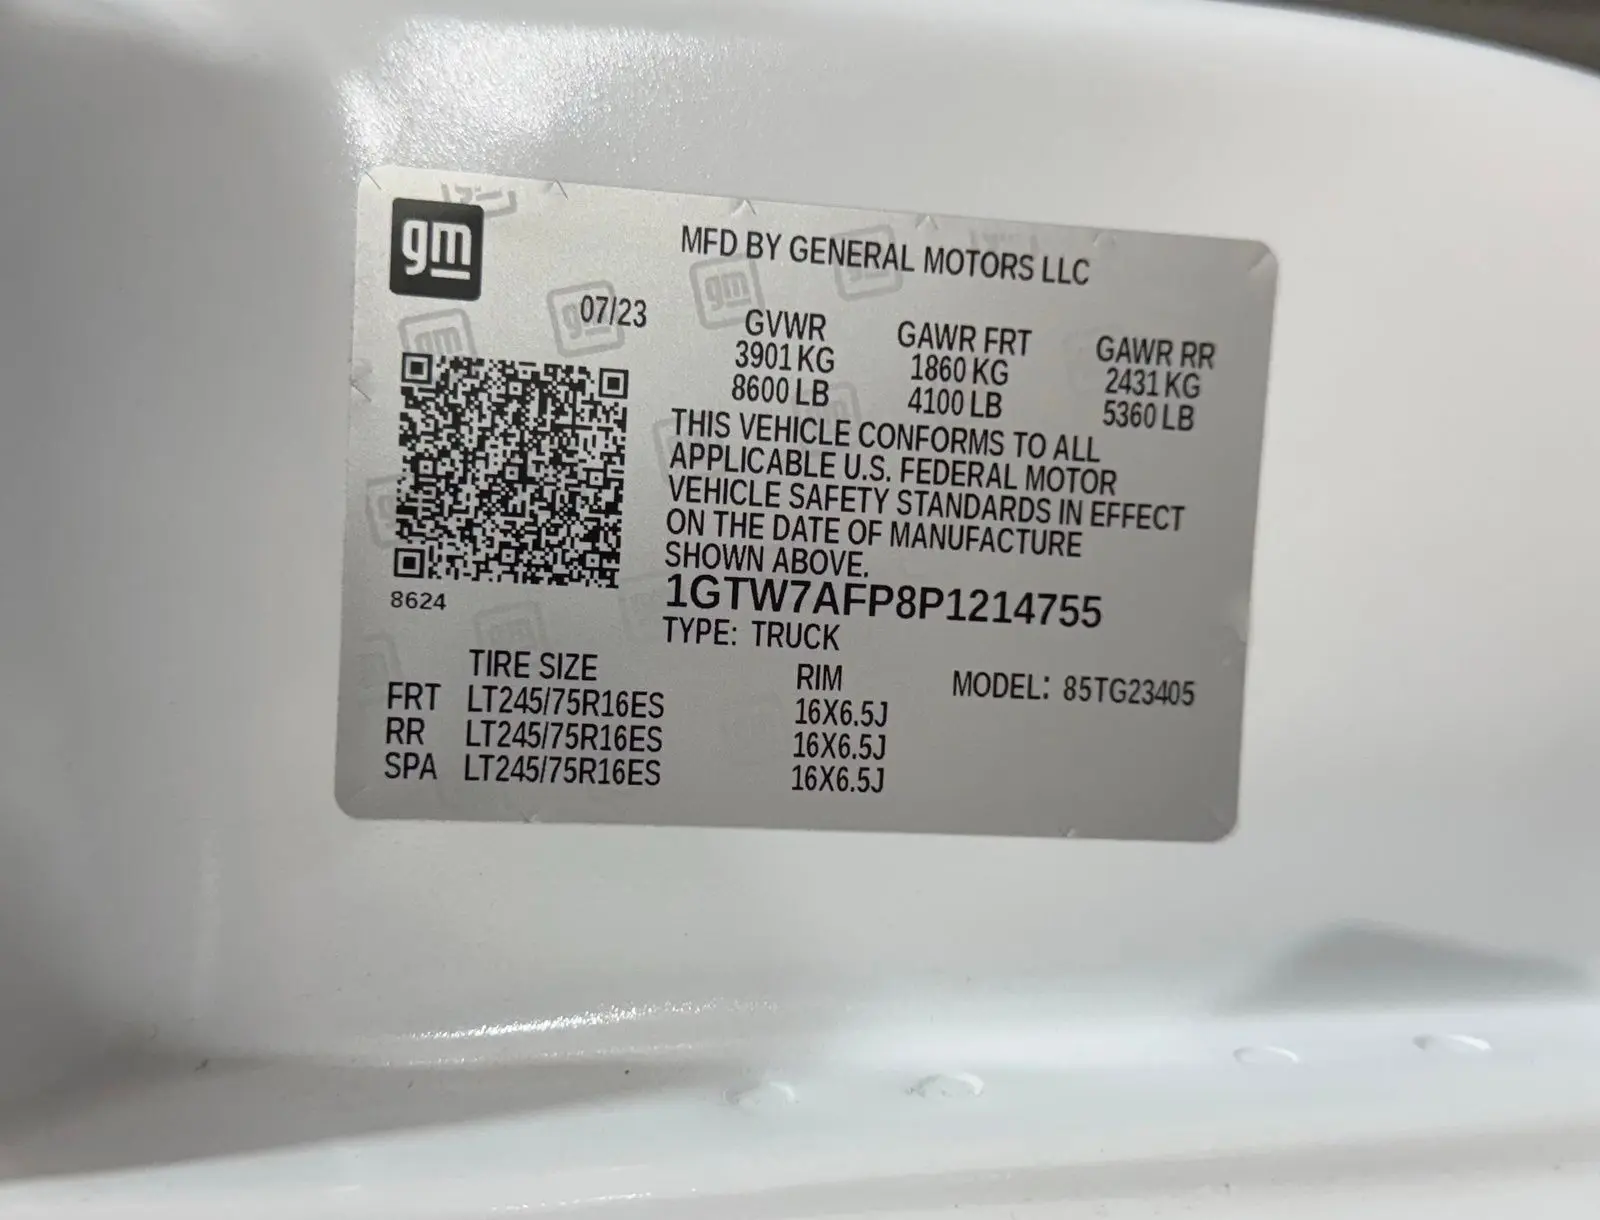 gm
MFD BY GENERAL MOTORS LLC
07/23
GVWR GAWR FRT GAWR RR
3901 KG 1860 KG 2431 KG
8600 LB 4100 LB 5360 LB
THIS VEHICLE CONFORMS TO ALL
APPLICABLE U.S. FEDERAL MOTOR
VEHICLE SAFETY STANDARDS IN EFFECT
ON THE DATE OF MANUFACTURE
SHOWN ABOVE.
8624
1GTW7AFP8P1214755
TYPE: TRUCK
TIRE SIZE RIM MODEL: 85TG23405
FRT LT245/75R16ES 16X6.5J
RR LT245/75R16ES 16X6.5J
SPA LT245/75R16ES 16X6.5J